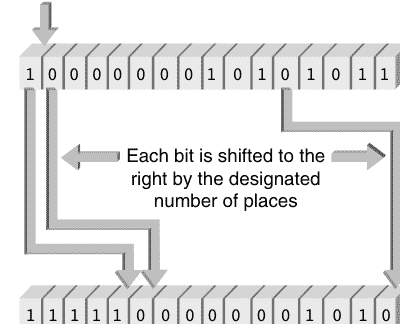 1 0 0 0 0 0 0 0 1 0 1 0 1 0 1 1
Each bit is shifted to the
right by the designated
number of places
1 1 1 1 1 0 0 0 0 0 0 0 1 0 1 0